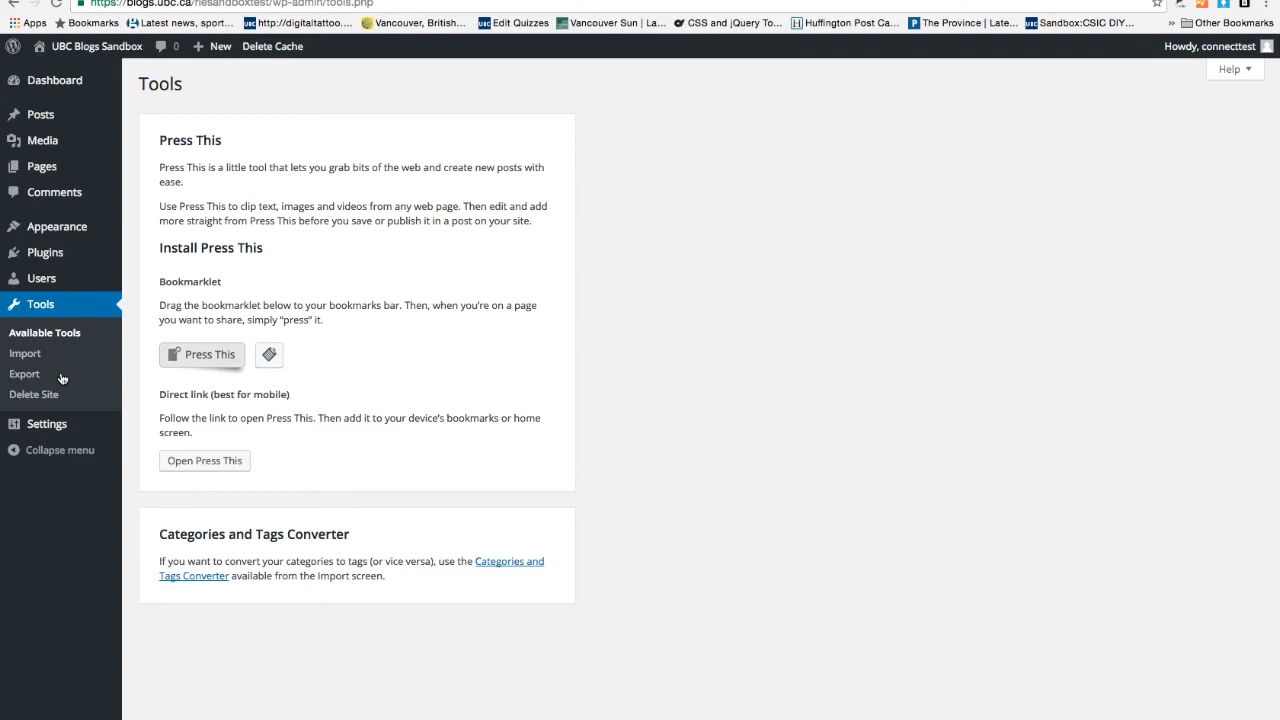 https://blogs.ubc.ca/riesandboxtest/wp-admin/tools.php
Apps Bookmarks Latest news, sport... http://digitaltattoo.... Vancouver, British... Edit Quizzes Vancouver Sun | La... CSS and jQuery To... Huffington Post Ca... The Province | Late... Sandbox:CSIC DIY... » Other Bookmarks
UBC Blogs Sandbox 0 New Delete Cache Howdy, connecttest
Help
Dashboard
Posts
Media
Pages
Comments
Appearance
Plugins
Users
Tools
Available Tools
Import
Export
Delete Site
Settings
Collapse menu
Tools
Press This
Press This is a little tool that lets you grab bits of the web and create new posts with
ease.
Use Press This to clip text, images and videos from any web page. Then edit and add
more straight from Press This before you save or publish it in a post on your site.
Install Press This
Bookmarklet
Drag the bookmarklet below to your bookmarks bar. Then, when you're on a page
you want to share, simply “press” it.
Press This
Direct link (best for mobile)
Follow the link to open Press This. Then add it to your device's bookmarks or home
screen.
Open Press This
Categories and Tags Converter
If you want to convert your categories to tags (or vice versa), use the Categories and
Tags Converter available from the Import screen.